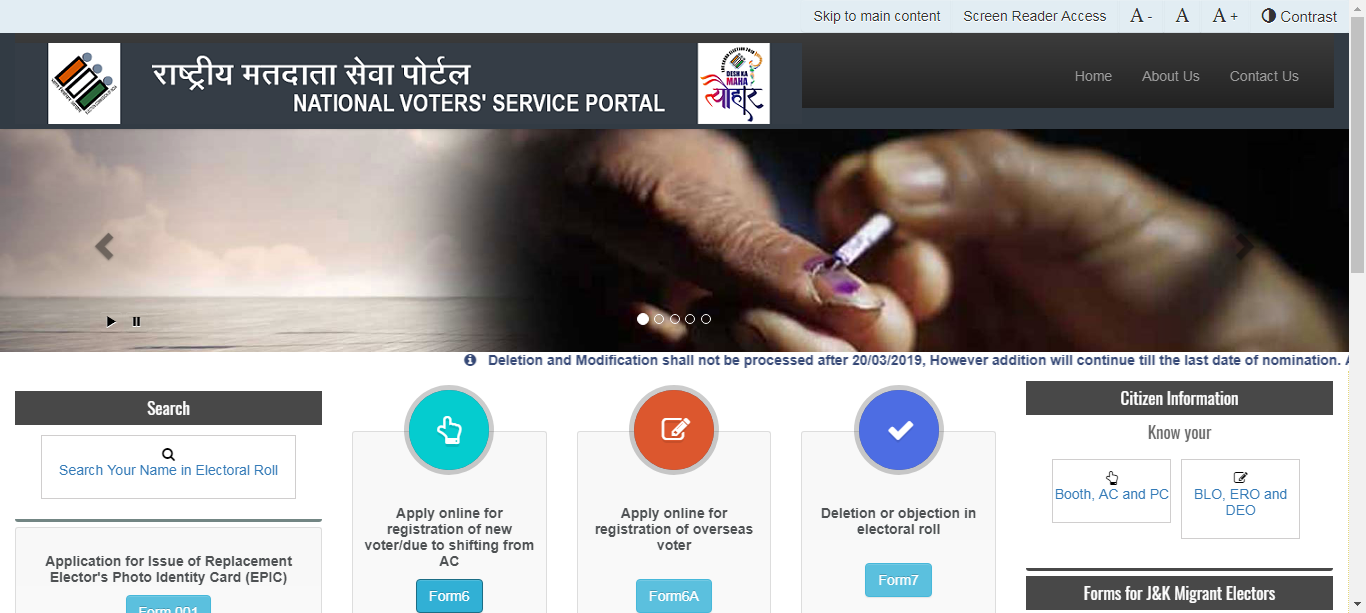 Skip to main content Screen Reader Access A - A A + Contrast
राष्ट्रीय मतदाता सेवा पोर्टल
NATIONAL VOTERS' SERVICE PORTAL
DESH KA
MAHA
त्यौहार
Home About Us Contact Us
Deletion and Modification shall not be processed after 20/03/2019, However addition will continue till the last date of nomination.
Search
Search Your Name in Electoral Roll
Application for Issue of Replacement
Elector's Photo Identity Card (EPIC)
Form 001
Apply online for
registration of new
voter/due to shifting from
AC
Form6
Apply online for
registration of overseas
voter
Form6A
Deletion or objection in
electoral roll
Form7
Citizen Information
Know your
Booth, AC and PC
BLO, ERO and
DEO
Forms for J&K Migrant Electors